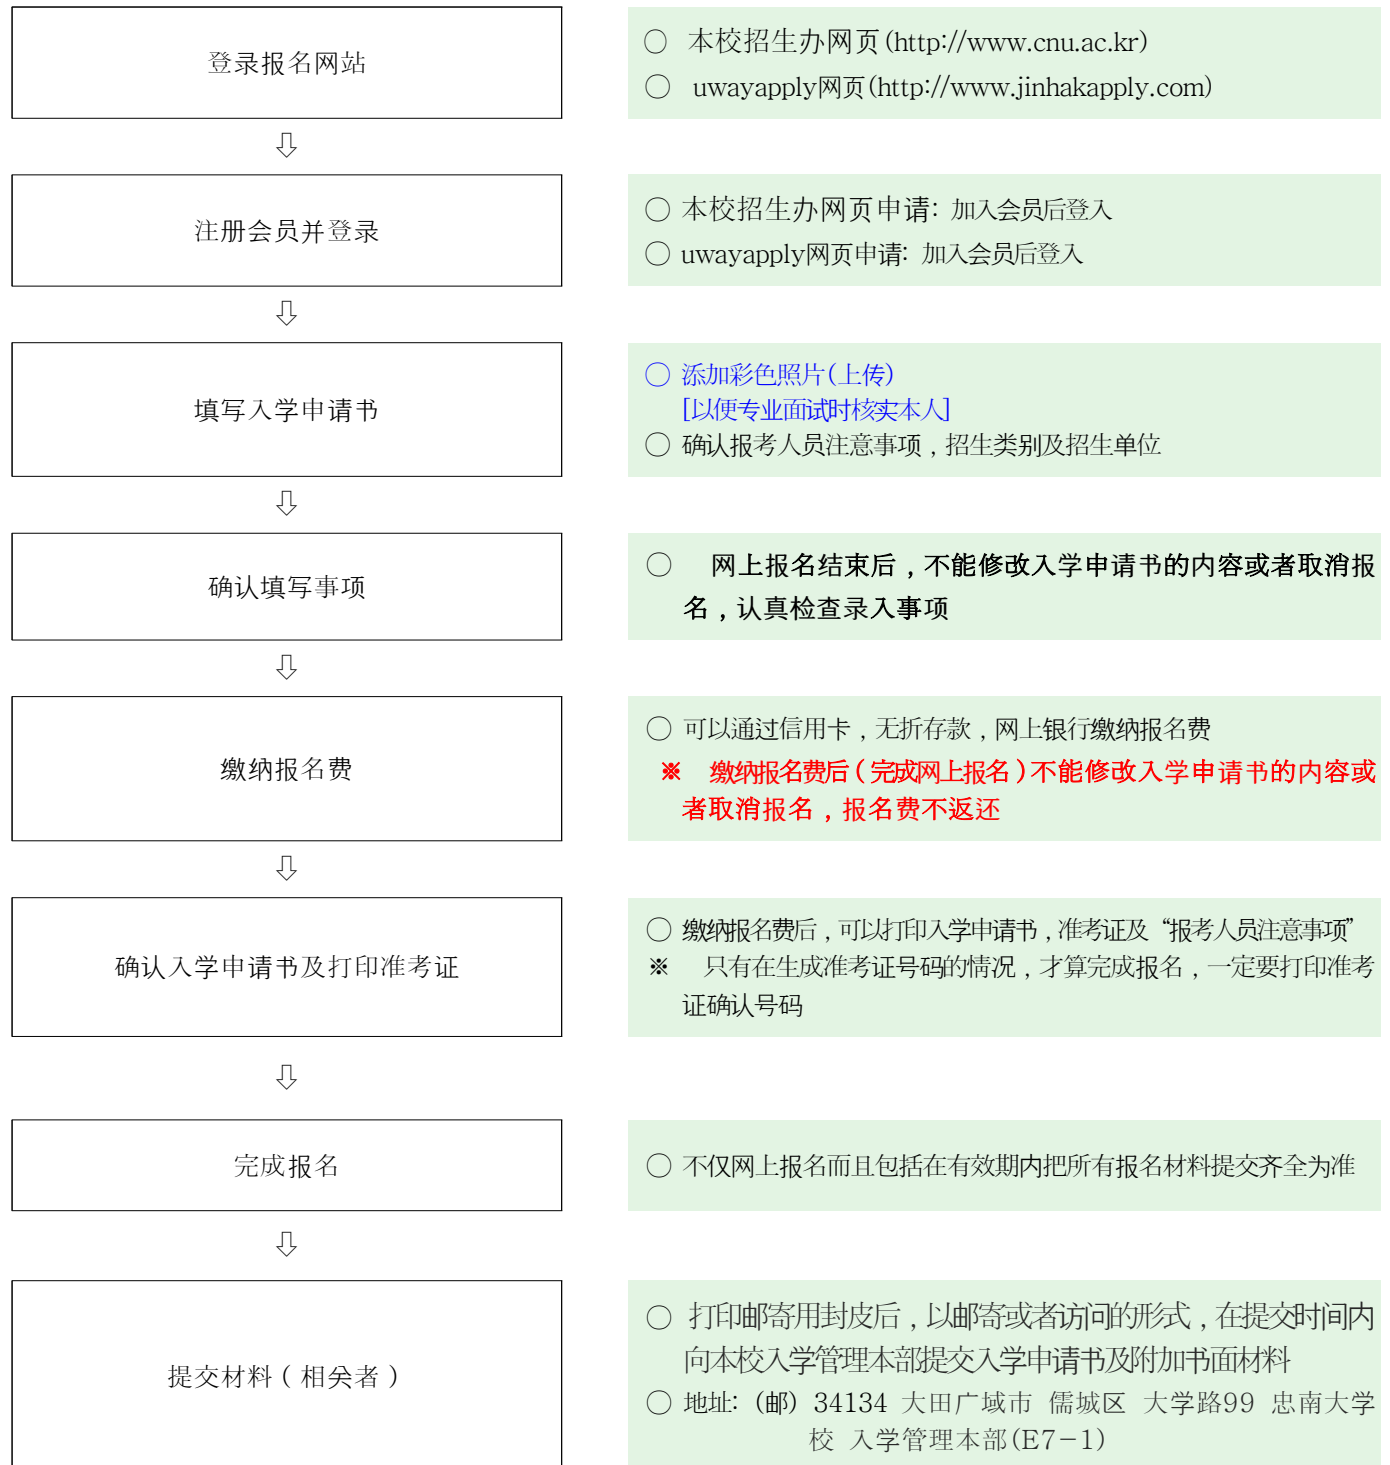 登录报名网站
○ 本校招生办网页(http://www.cnu.ac.kr)
○ uwayapply网页(http://www.jinhakapply.com)
⇩
注册会员并登录
○ 本校招生办网页申请: 加入会员后登入
○ uwayapply网页申请: 加入会员后登入
⇩
填写入学申请书
○ 添加彩色照片(上传)
[以便专业面试时核实本人]
○ 确认报考人员注意事项，招生类别及招生单位
⇩
确认填写事项
○ 网上报名结束后，不能修改入学申请书的内容或者取消报
名，认真检查录入事项
⇩
缴纳报名费
○ 可以通过信用卡，无折存款，网上银行缴纳报名费
※ 缴纳报名费后(完成网上报名)不能修改入学申请书的内容或
者取消报名，报名费不返还
⇩
确认入学申请书及打印准考证
○ 缴纳报名费后，可以打印入学申请书，准考证及“报考人员注意事项”
※ 只有在生成准考证号码的情况，才算完成报名，一定要打印准考
证确认号码
⇩
完成报名
○ 不仅网上报名而且包括在有效期内把所有报名材料提交齐全为准
⇩
提交材料(相关者)
○ 打印邮寄用封皮后，以邮寄或者访问的形式，在提交时间内
向本校入学管理本部提交入学申请书及附加书面材料
○ 地址: (邮) 34134 大田广域市 儒城区 大学路99 忠南大学
校 入学管理本部(E7-1)